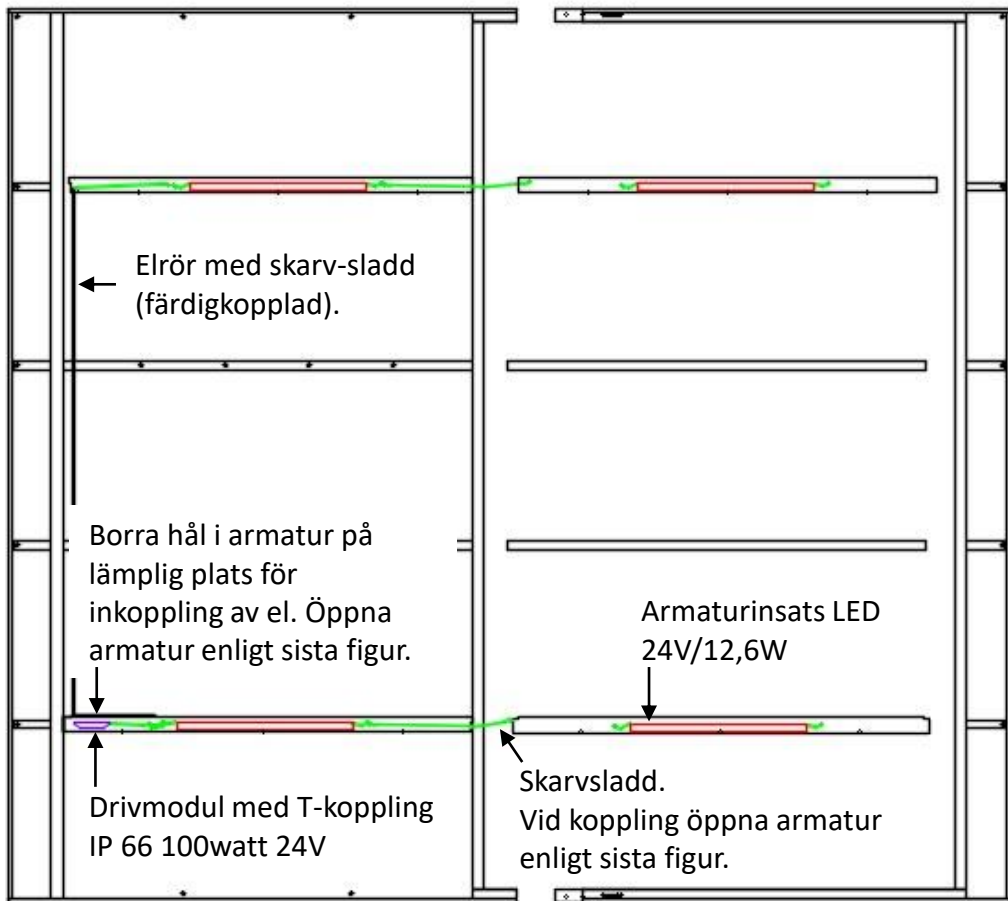 Elrör med skarv-sladd
(färdigkopplad).
Borra hål i armatur på
lämplig plats för
inkoppling av el. Öppna
armatur enligt sista figur.
Armaturinsats LED
24V/12,6W
Drivmodul med T-koppling
IP 66 100watt 24V
Skarvsladd.
Vid koppling öppna armatur
enligt sista figur.